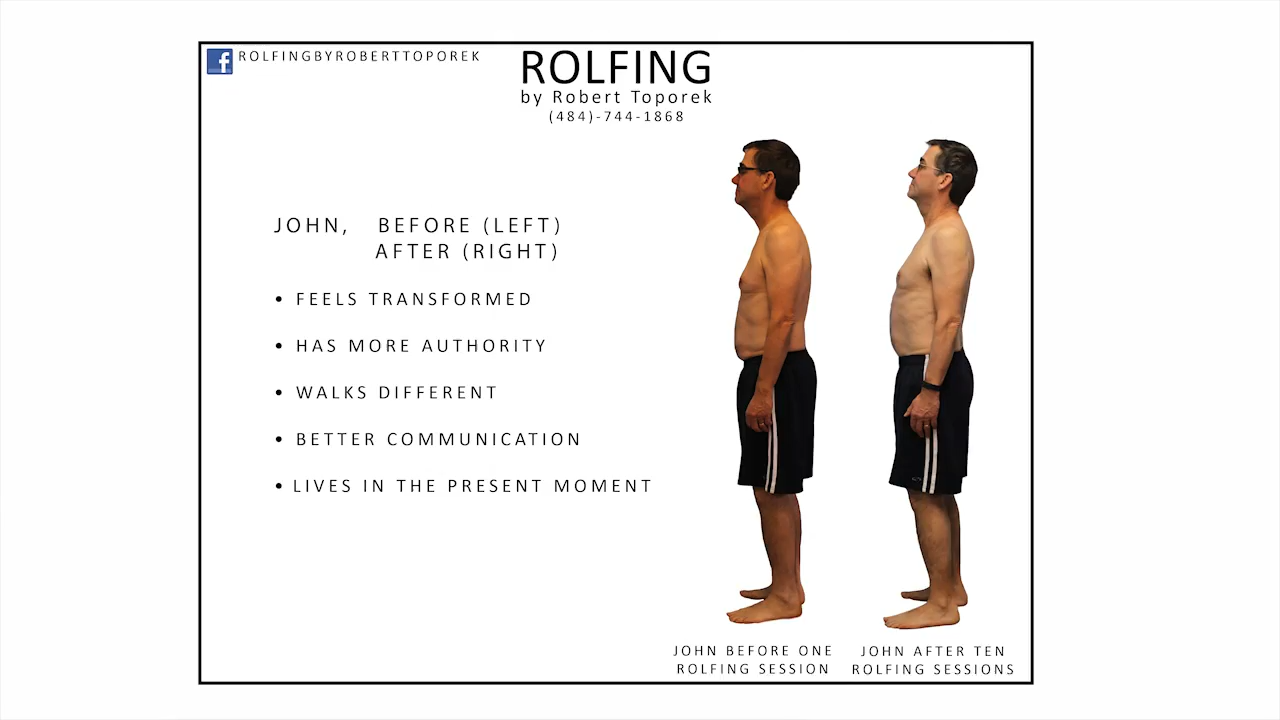 ROLFINGBYROBERTTOPOREK
ROLFING
by Robert Toporek
(484)-744-1868
JOHN, BEFORE (LEFT)
AFTER (RIGHT)
• FEELS TRANSFORMED
• HAS MORE AUTHORITY
• WALKS DIFFERENT
• BETTER COMMUNICATION
• LIVES IN THE PRESENT MOMENT
JOHN BEFORE ONE
ROLFING SESSION
JOHN AFTER TEN
ROLFING SESSIONS